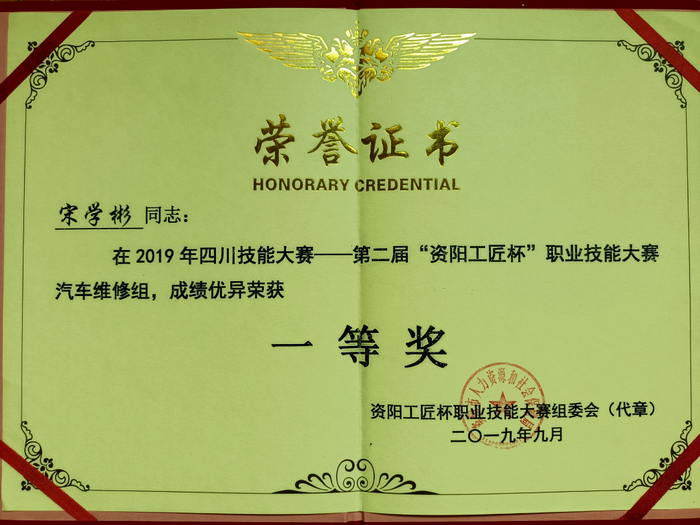 荣誉证书
HONORARY CREDENTIAL
宋学彬 同志：
在 2019 年四川技能大赛——第二届“资阳工匠杯”职业技能大赛
汽车维修组，成绩优异荣获
一等奖
资阳工匠杯职业技能大赛组委会（代章）
二〇一九年九月